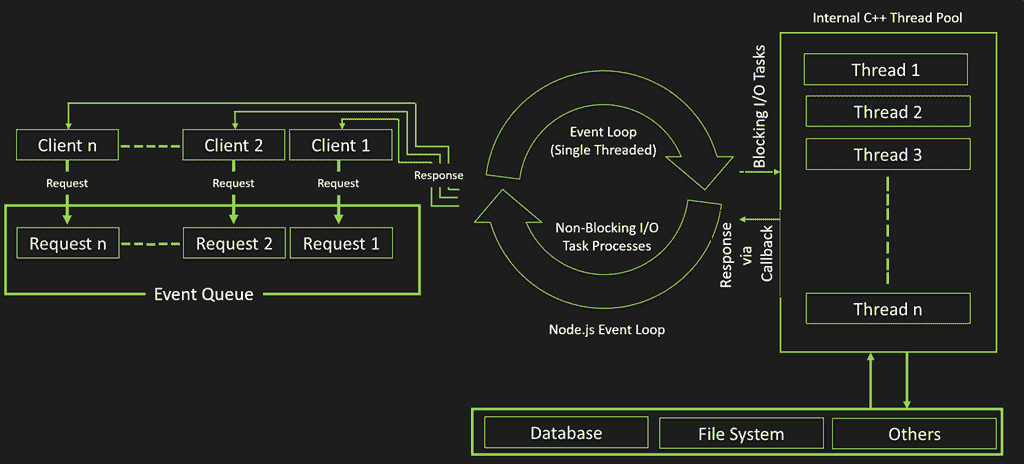 Internal C++ Thread Pool
Client n
Client 2
Client 1
Request
Request
Request
Response
Request n
Request 2
Request 1
Event Queue
Event Loop
(Single Threaded)
Non-Blocking I/O
Task Processes
Node.js Event Loop
Blocking I/O Tasks
Response
via
Callback
Thread 1
Thread 2
Thread 3
Thread n
Database
File System
Others